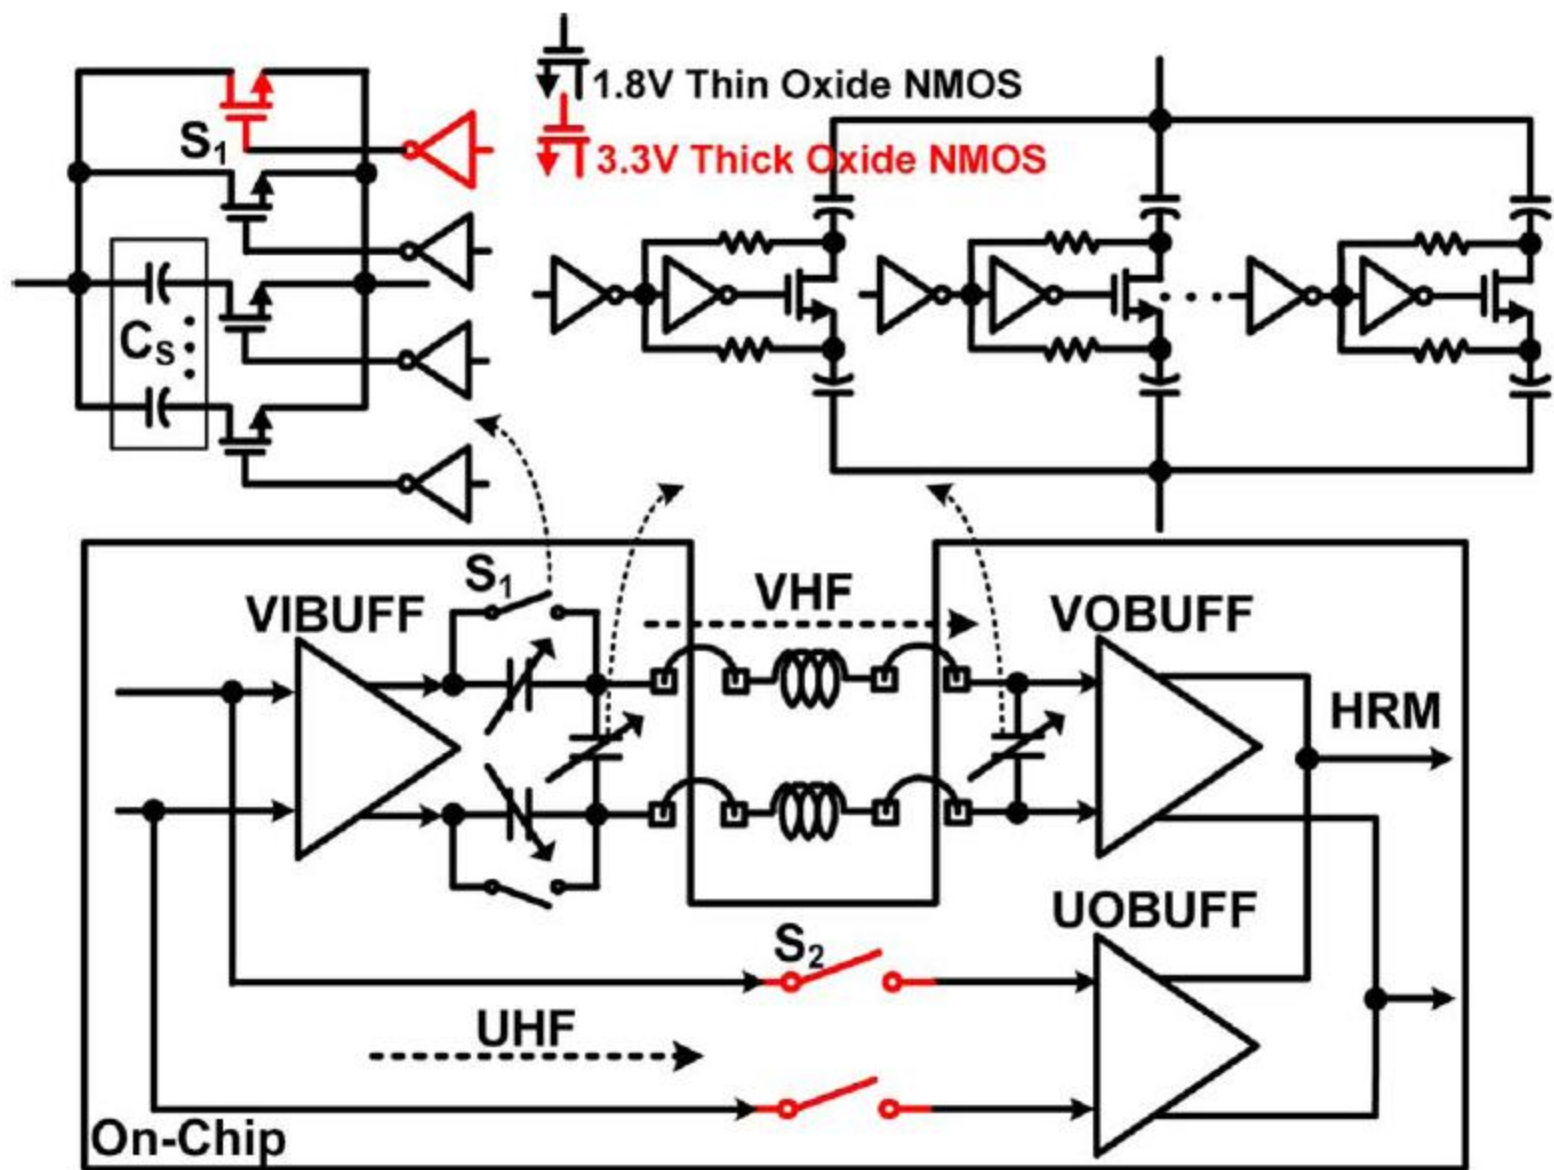 1.8V Thin Oxide NMOS
S1
3.3V Thick Oxide NMOS
CS
S1
VIBUFF
VHF
VOBUFF
HRM
UOBUFF
S2
UHF
On-Chip